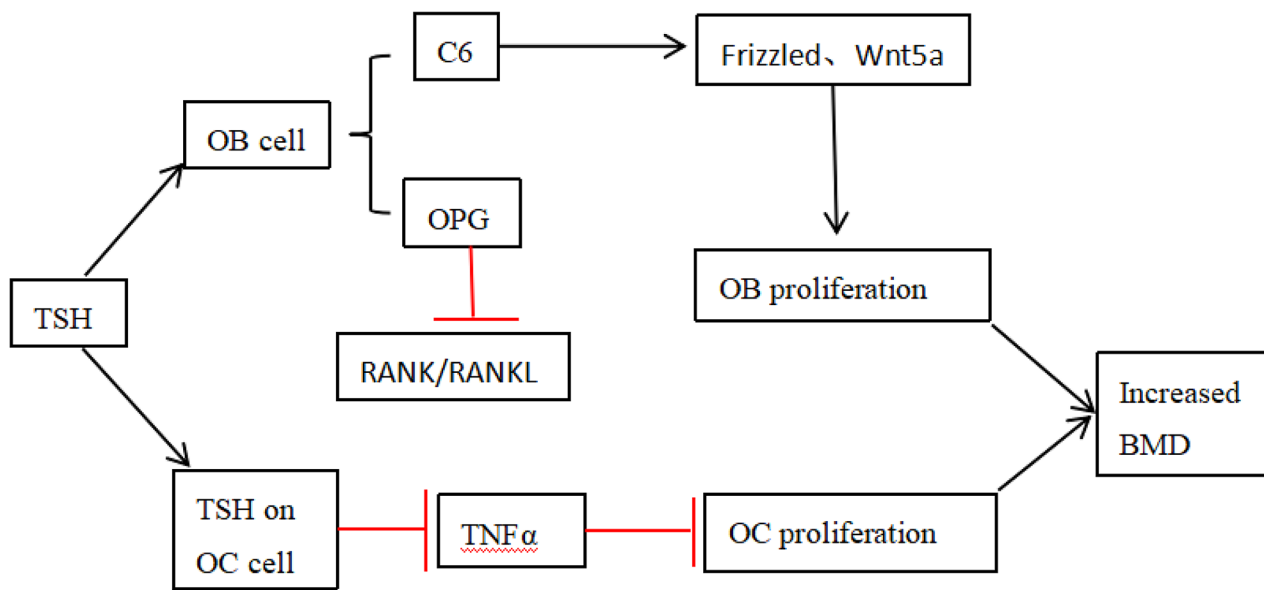 C6
Frizzled、Wnt5a
OB cell
OPG
OB proliferation
TSH
RANK/RANKL
Increased
BMD
TSH on
OC cell
TNFα
OC proliferation